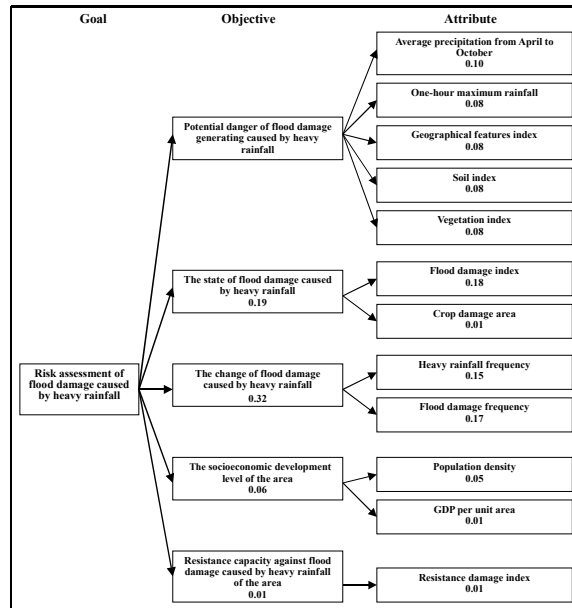 Goal
Objective
Attribute
Average precipitation from April to
October
0.10
One-hour maximum rainfall
0.08
Potential danger of flood damage
generating caused by heavy
rainfall
Geographical features index
0.08
Soil index
0.08
Vegetation index
0.08
The state of flood damage caused
by heavy rainfall
0.19
Flood damage index
0.18
Crop damage area
0.01
Risk assessment of
flood damage caused
by heavy rainfall
The change of flood damage
caused by heavy rainfall
0.32
Heavy rainfall frequency
0.15
Flood damage frequency
0.17
The socioeconomic development
level of the area
0.06
Population density
0.05
GDP per unit area
0.01
Resistance capacity against flood
damage caused by heavy rainfall
of the area
0.01
Resistance damage index
0.01